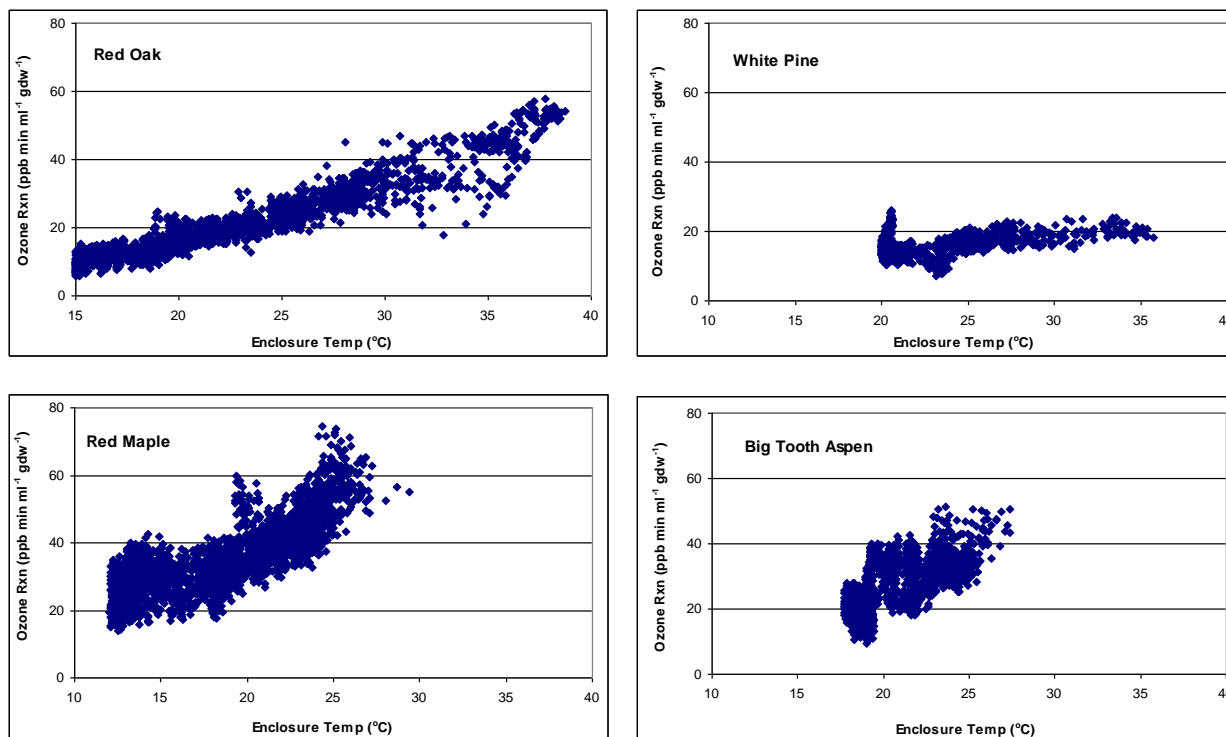 Red Oak
Ozone Rxn (ppb min ml⁻¹ gdw⁻¹)
80
60
40
20
0
15 20 25 30 35 40
Enclosure Temp (°C)
White Pine
Ozone Rxn (ppb min ml⁻¹ gdw⁻¹)
80
60
40
20
0
10 15 20 25 30 35 40
Enclosure Temp (°C)
Red Maple
Ozone Rxn (ppb min ml⁻¹ gdw⁻¹)
80
60
40
20
0
10 15 20 25 30 35 40
Enclosure Temp (°C)
Big Tooth Aspen
Ozone Rxn (ppb min ml⁻¹ gdw⁻¹)
80
60
40
20
0
10 15 20 25 30 35 40
Enclosure Temp (°C)